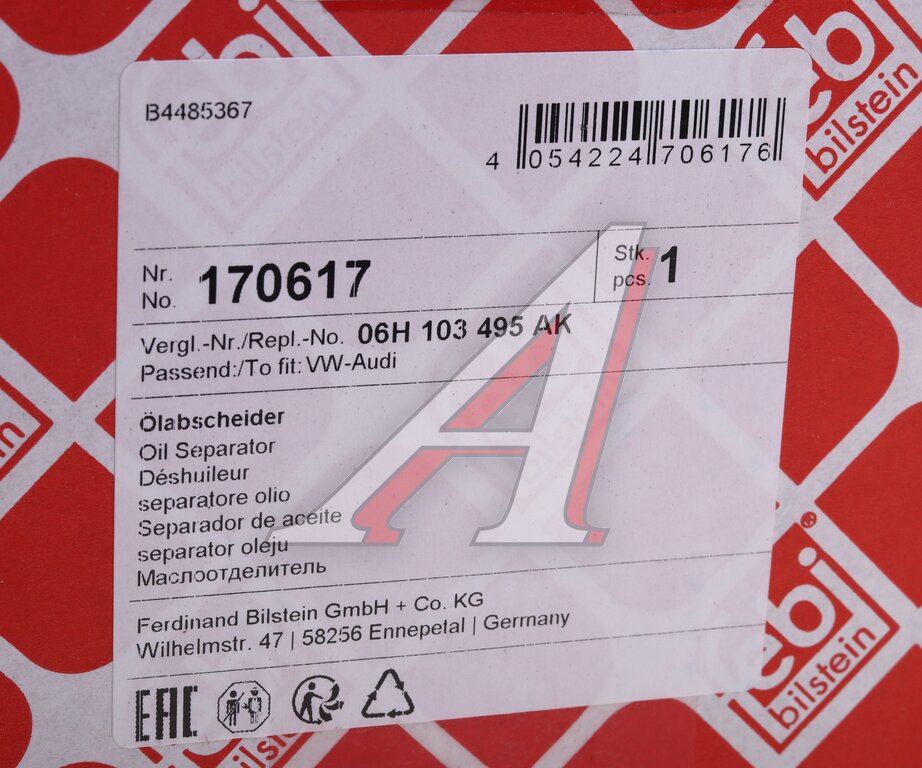 B4485367
4 054224 706176
Nr.
No.
170617
Stk.
pcs.
1
Vergl.-Nr./Repl.-No. 06H 103 495 AK
Passend:/To fit: VW-Audi
Ölabscheider
Oil Separator
Déshuileur
separatore olio
Separador de aceite
separator oleju
Маслоотделитель
Ferdinand Bilstein GmbH + Co. KG
Wilhelmstr. 47 | 58256 Ennepetal | Germany
EAC
febi
bilstein
febi®
bilstein